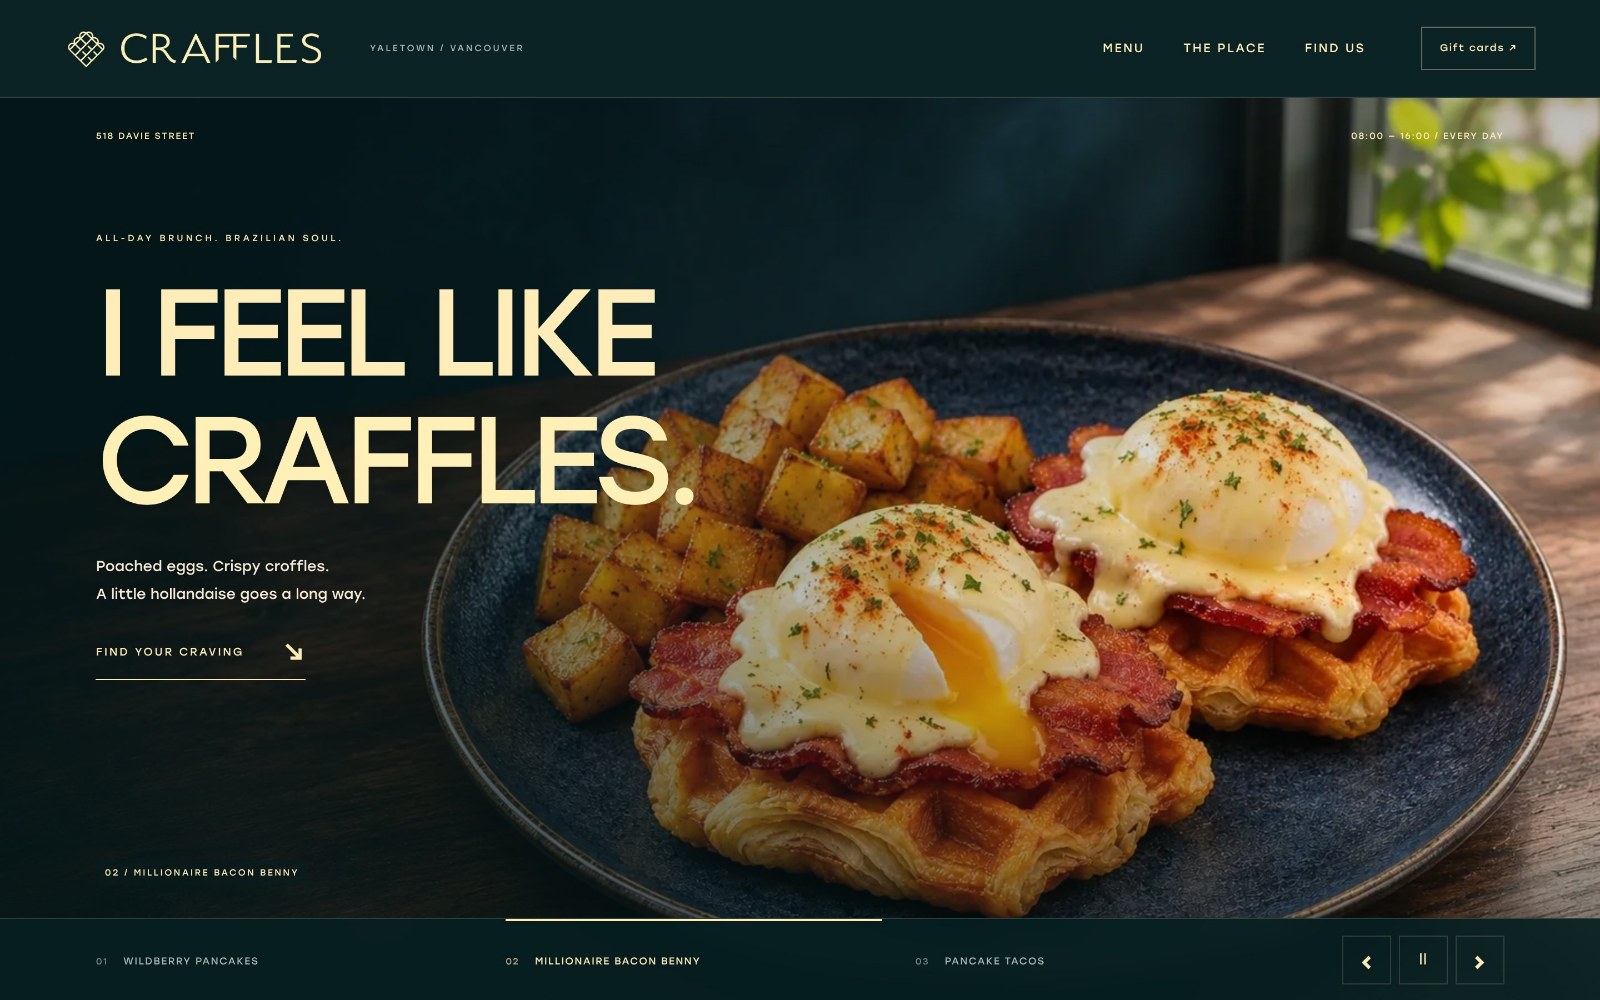 CRAFFLES
YALETOWN / VANCOUVER
MENU
THE PLACE
FIND US
Gift cards ↗
518 DAVIE STREET
08:00 – 16:00 / EVERY DAY
ALL-DAY BRUNCH. BRAZILIAN SOUL.
I FEEL LIKE
CRAFFLES.
Poached eggs. Crispy croffles.
A little hollandaise goes a long way.
FIND YOUR CRAVING
02 / MILLIONAIRE BACON BENNY
01 WILDBERRY PANCAKES
02 MILLIONAIRE BACON BENNY
03 PANCAKE TACOS